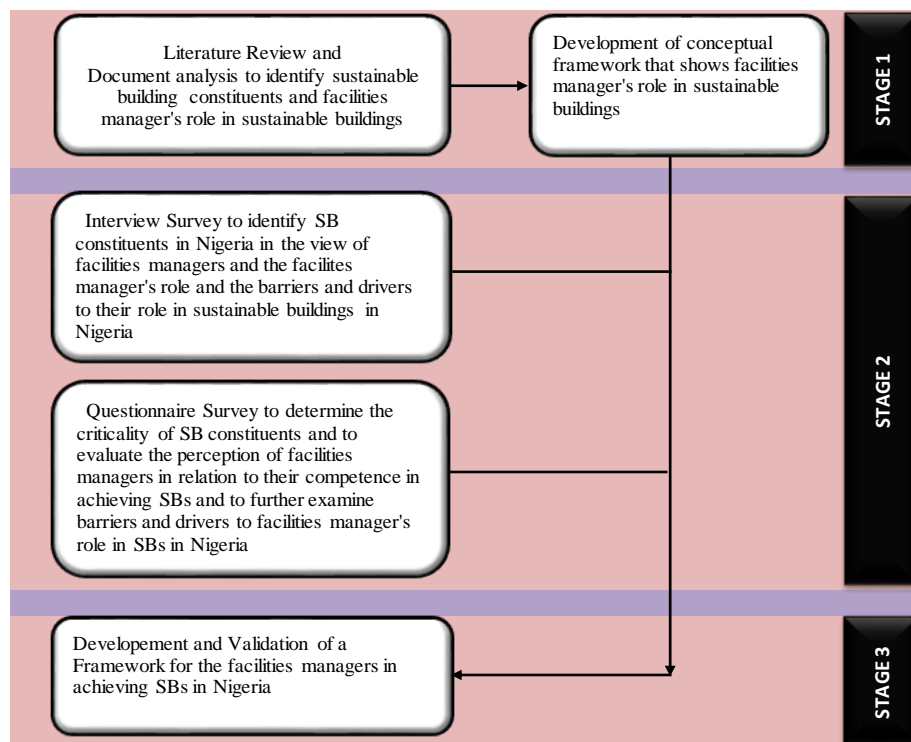 Literature Review and
Document analysis to identify sustainable
building constituents and facilities
manager's role in sustainable buildings
Development of conceptual
framework that shows facilities
manager's role in sustainable
buildings
STAGE 1
Interview Survey to identify SB
constituents in Nigeria in the view of
facilities managers and the facilites
manager's role and the barriers and drivers
to their role in sustainable buildings in
Nigeria
Questionnaire Survey to determine the
criticality of SB constituents and to
evaluate the perception of facilities
managers in relation to their competence in
achieving SBs and to further examine
barriers and drivers to facilities manager's
role in SBs in Nigeria
STAGE 2
Developement and Validation of a
Framework for the facilities managers in
achieving SBs in Nigeria
STAGE 3